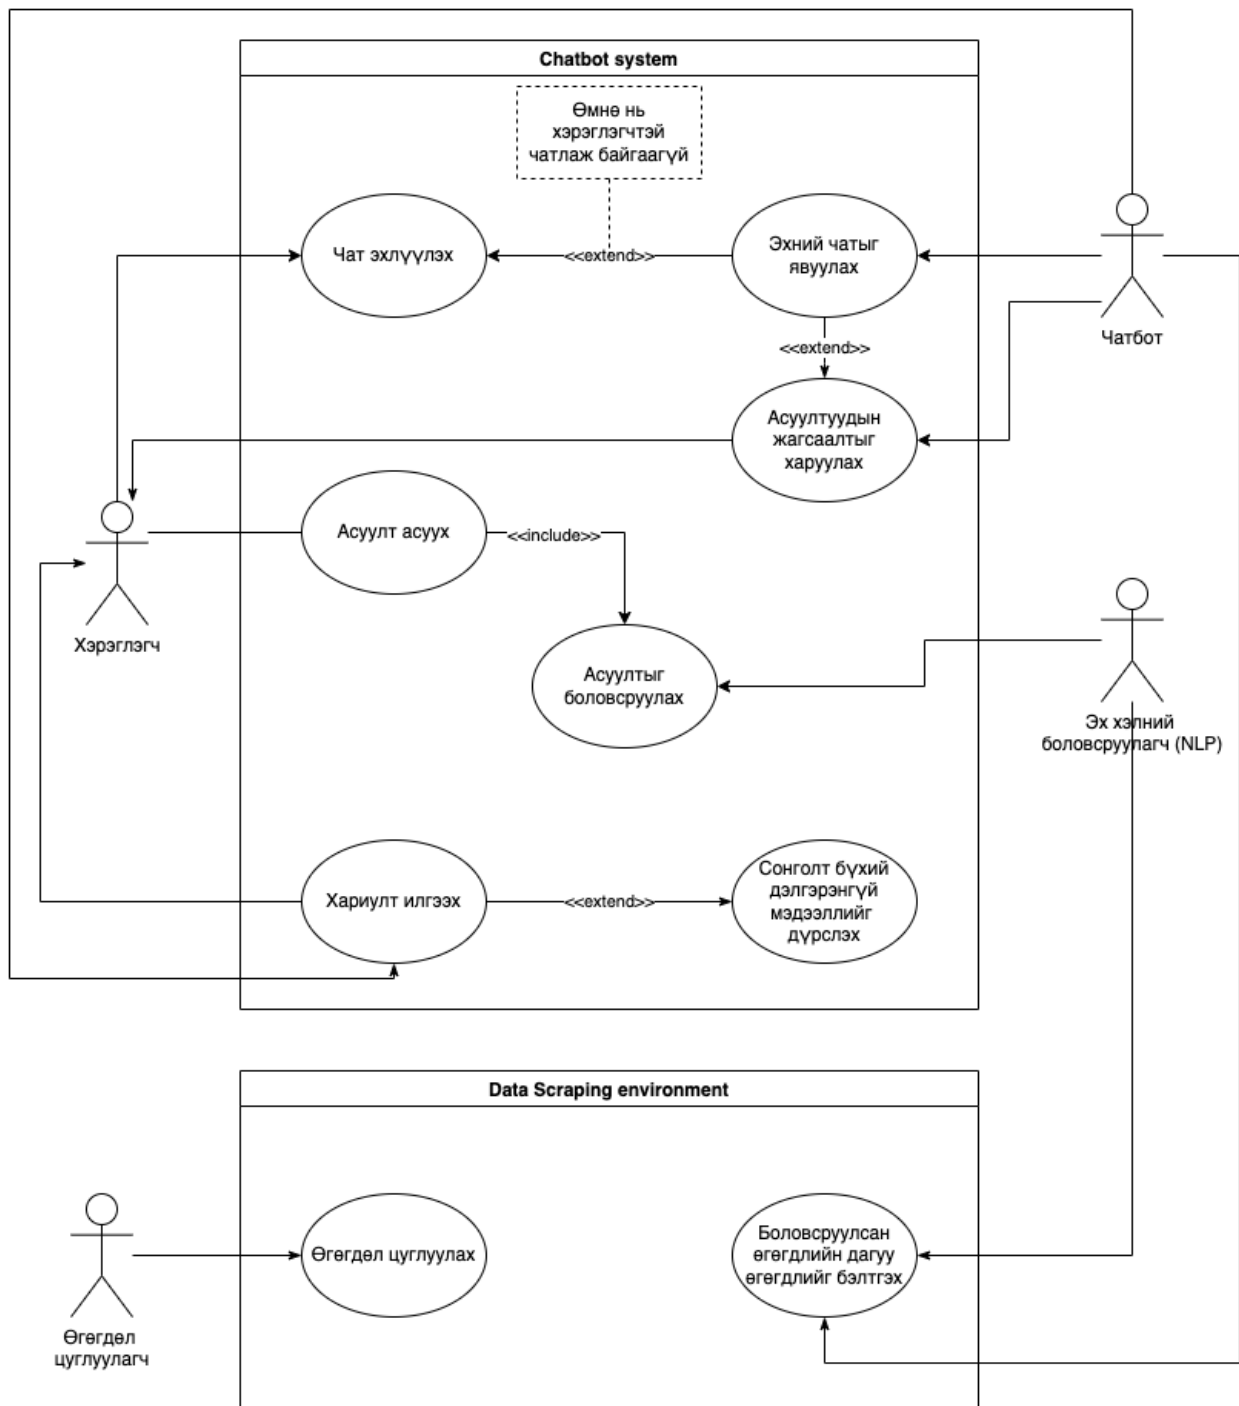 Chatbot system
Өмнө нь
хэрэглэгчтэй
чатлаж байгаагүй
Чат эхлүүлэх
<<extend>>
Эхний чатыг
явуулах
Чатбот
<<extend>>
Асуултуудын
жагсаалтыг
харуулах
Асуулт асуух
<<include>>
Хэрэглэгч
Асуултыг
боловсруулах
Эх хэлний
боловсруулагч (NLP)
Хариулт илгээх
<<extend>>
Сонголт бүхий
дэлгэрэнгүй
мэдээллийг
дүрслэх
Data Scraping environment
Өгөгдөл цуглуулах
Боловсруулсан
өгөгдлийн дагуу
өгөгдлийг бэлтгэх
Өгөгдөл
цуглуулагч